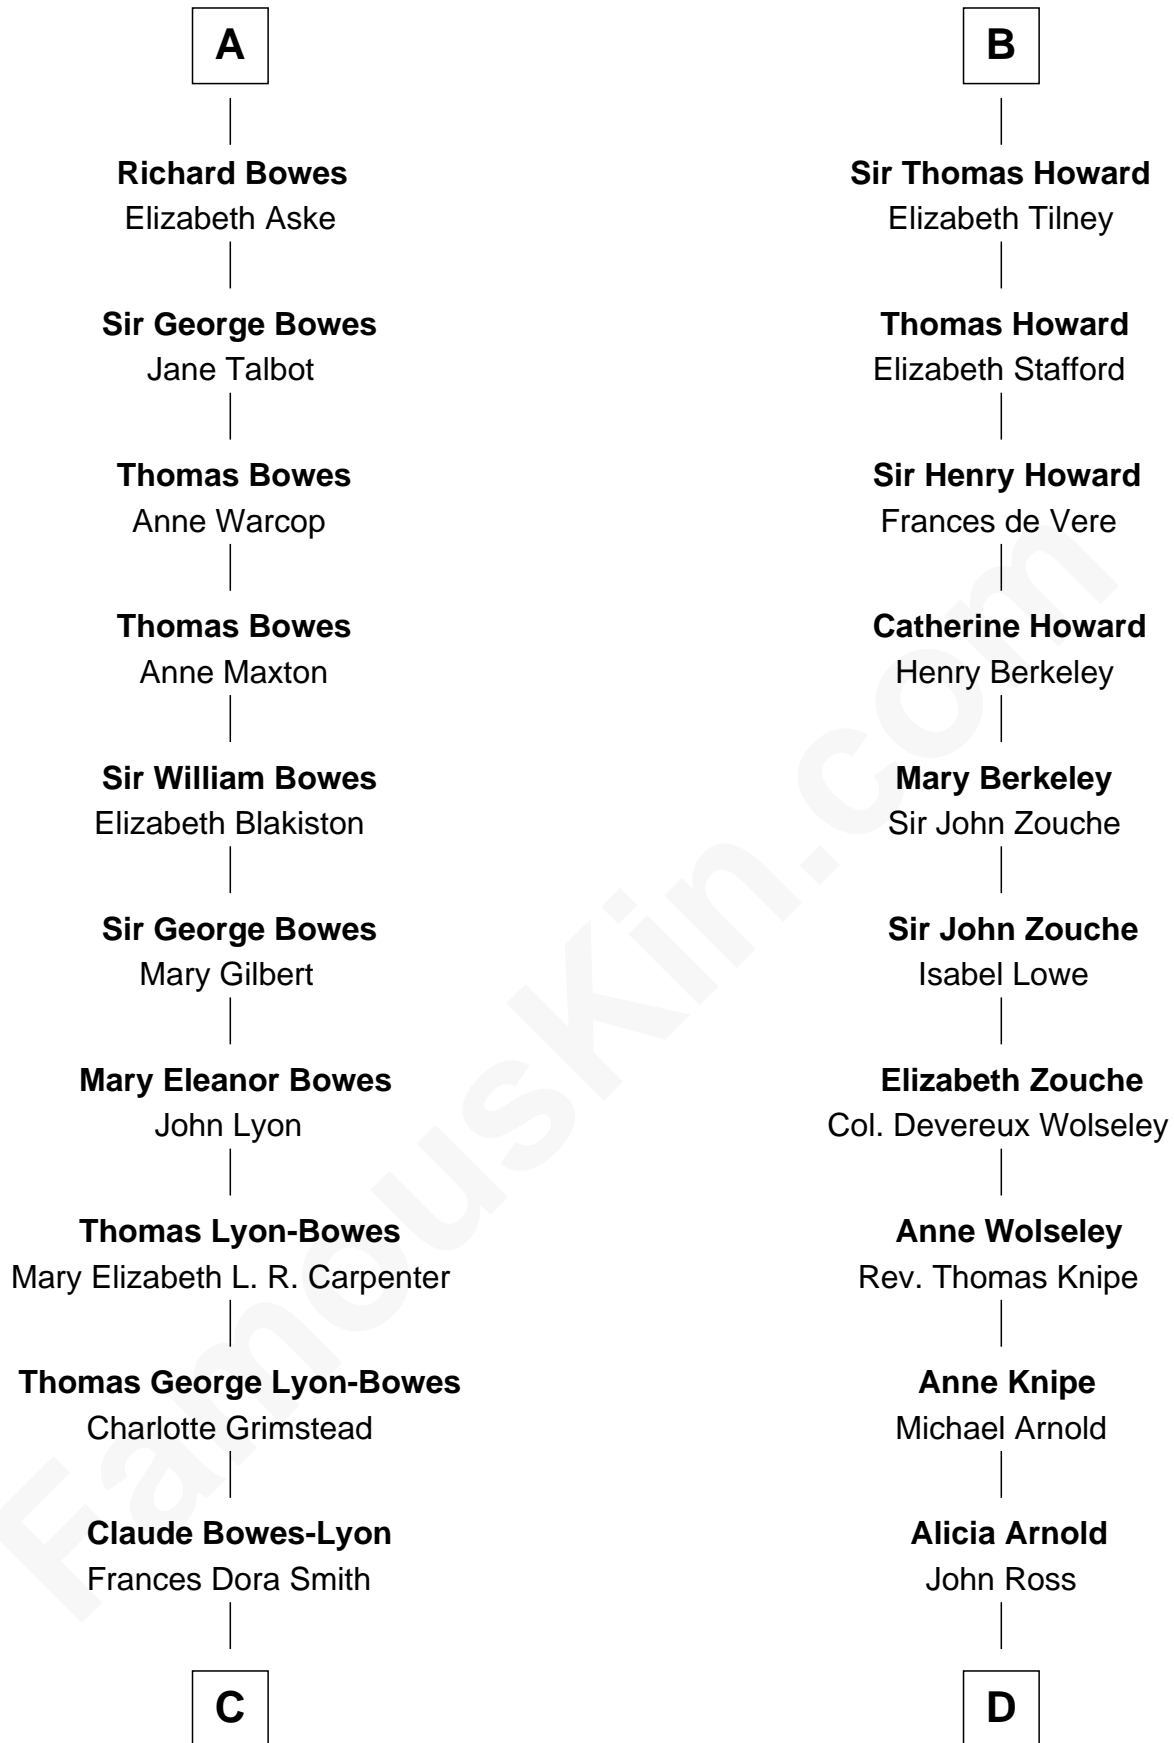 A
Richard Bowes
Elizabeth Aske
Sir George Bowes
Jane Talbot
Thomas Bowes
Anne Warcop
Thomas Bowes
Anne Maxton
Sir William Bowes
Elizabeth Blakiston
Sir George Bowes
Mary Gilbert
Mary Eleanor Bowes
John Lyon
Thomas Lyon-Bowes
Mary Elizabeth L. R. Carpenter
Thomas George Lyon-Bowes
Charlotte Grimstead
Claude Bowes-Lyon
Frances Dora Smith
C
B
Sir Thomas Howard
Elizabeth Tilney
Thomas Howard
Elizabeth Stafford
Sir Henry Howard
Frances de Vere
Catherine Howard
Henry Berkeley
Mary Berkeley
Sir John Zouche
Sir John Zouche
Isabel Lowe
Elizabeth Zouche
Col. Devereux Wolseley
Anne Wolseley
Rev. Thomas Knipe
Anne Knipe
Michael Arnold
Alicia Arnold
John Ross
D
FamousKin.com